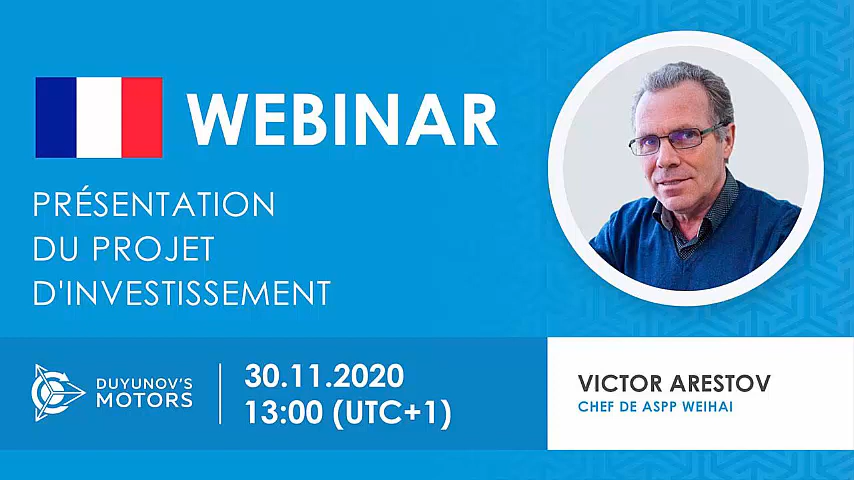 WEBINAR
PRÉSENTATION
DU PROJET
D'INVESTISSEMENT
DUYUNOV'S
MOTORS
30.11.2020
13:00 (UTC+1)
VICTOR ARESTOV
CHEF DE ASPP WEIHAI